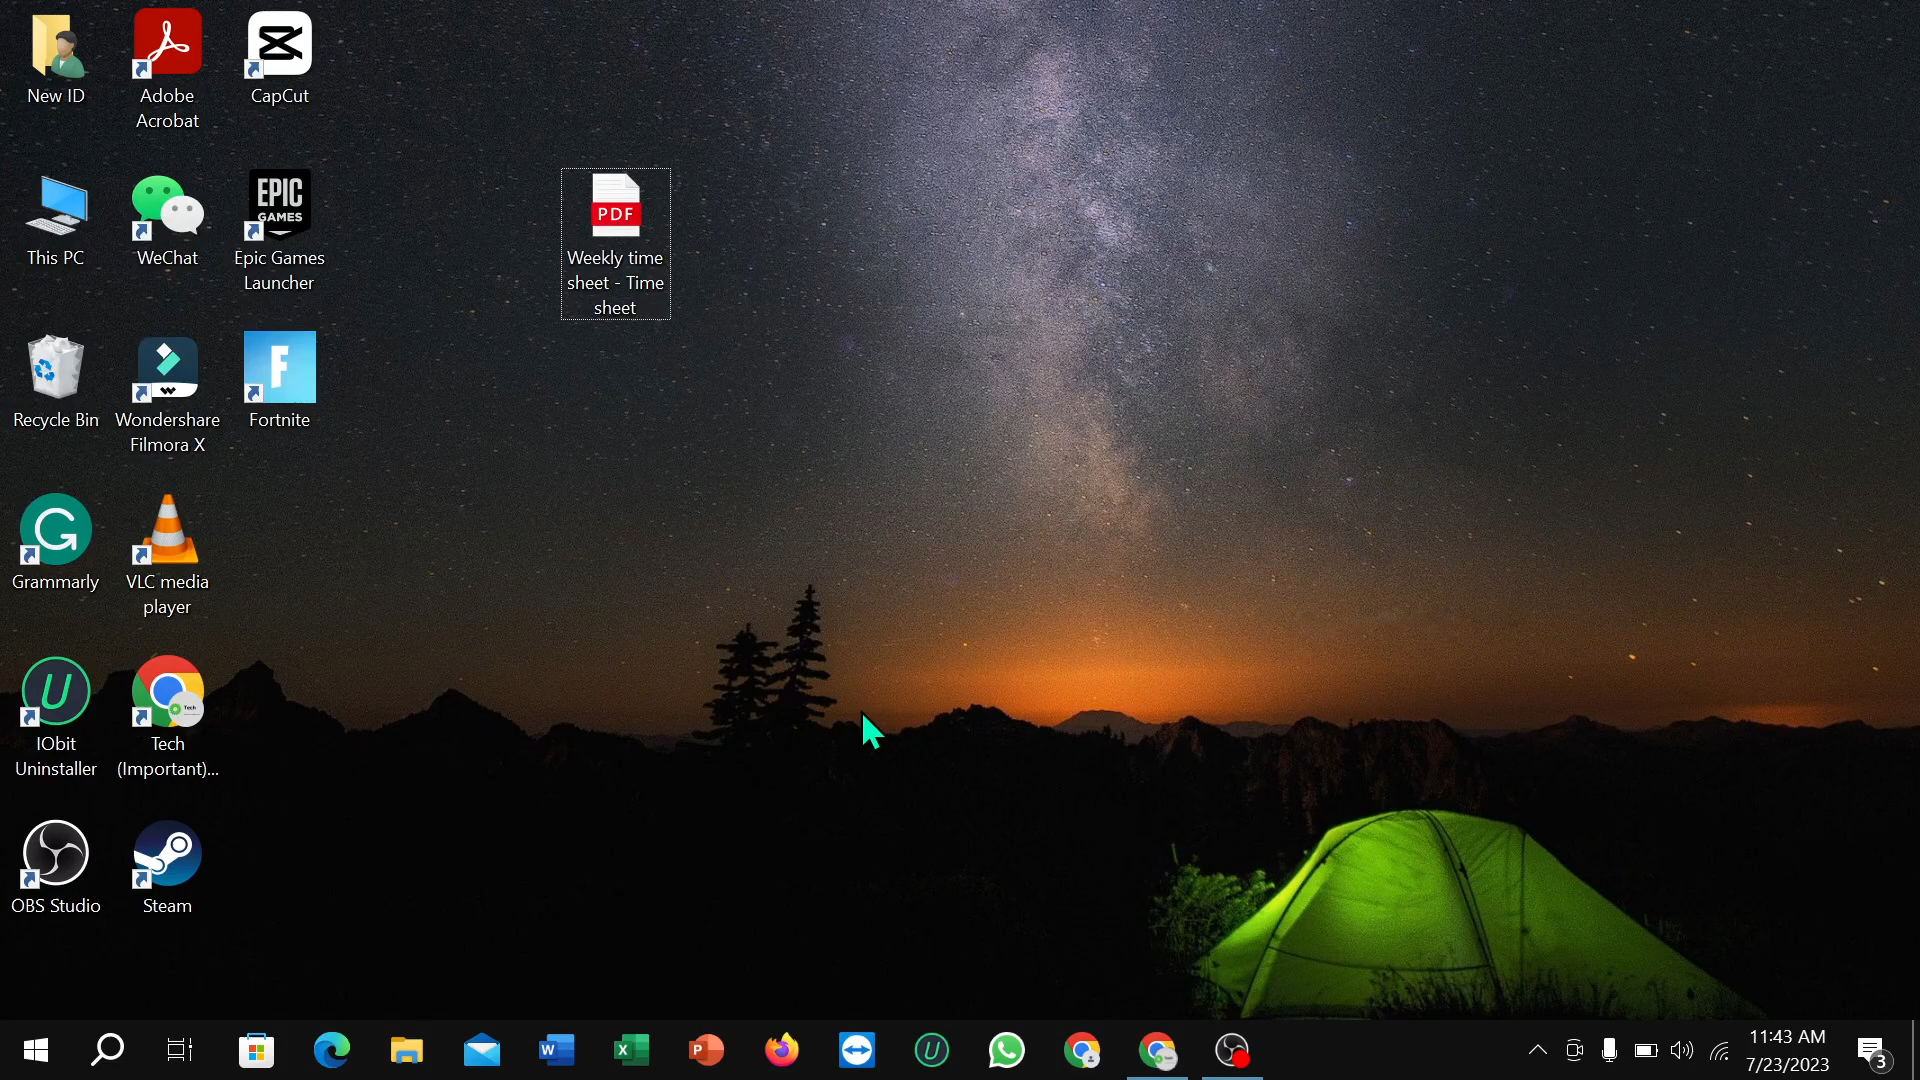 New ID
Adobe
Acrobat
CapCut
This PC
WeChat
EPIC
GAMES
Epic Games
Launcher
PDF
Weekly time
sheet - Time
sheet
Recycle Bin
Wondershare
Filmora X
F
Fortnite
G
Grammarly
VLC media
player
U
IObit
Uninstaller
Tech
Tech
(Important)...
OBS Studio
Steam
W
X
P
U
11:43 AM
7/23/2023
3